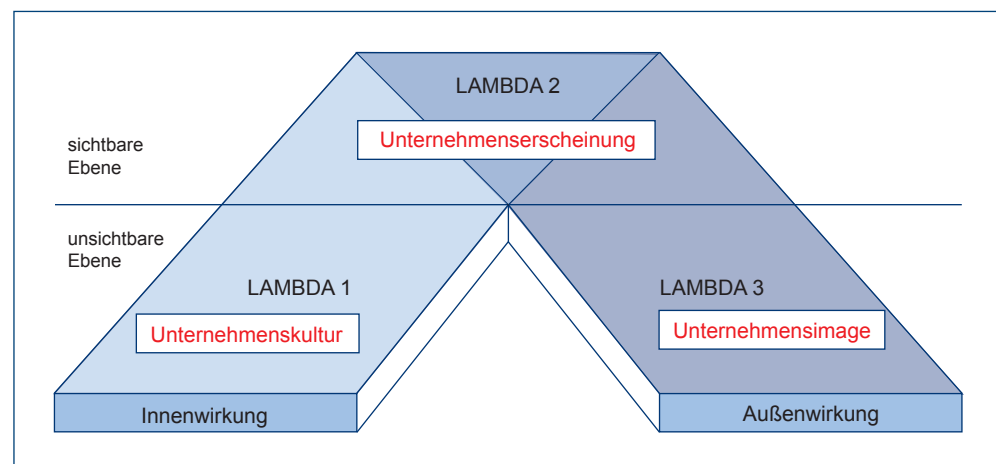 LAMBDA 2
Unternehmenserscheinung
sichtbare
Ebene
unsichtbare
Ebene
LAMBDA 1
Unternehmenskultur
LAMBDA 3
Unternehmensimage
Innenwirkung
Außenwirkung